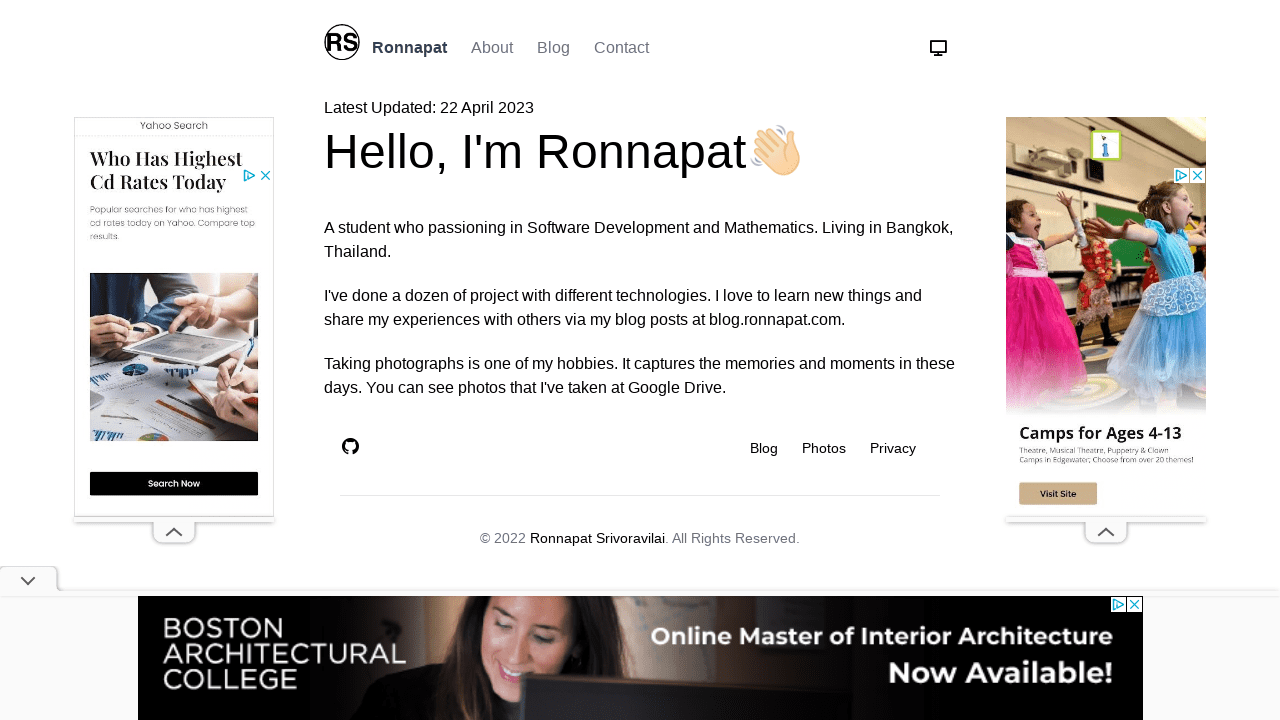 RS
Ronnapat About Blog Contact
Latest Updated: 22 April 2023
Hello, I'm Ronnapat👋🏻
A student who passioning in Software Development and Mathematics. Living in Bangkok,
Thailand.
I've done a dozen of project with different technologies. I love to learn new things and
share my experiences with others via my blog posts at blog.ronnapat.com.
Taking photographs is one of my hobbies. It captures the memories and moments in these
days. You can see photos that I've taken at Google Drive.
Blog Photos Privacy
© 2022 Ronnapat Srivoravilai. All Rights Reserved.
Yahoo Search
Who Has Highest
Cd Rates Today
Popular searches for who has highest
cd rates today on Yahoo. Compare top
results.
Search Now
Camps for Ages 4-13
Theatre, Musical Theatre, Puppetry & Clown
Camps in Edgewater; Choose from over 20 themes!
Visit Site
BOSTON
ARCHITECTURAL
COLLEGE
Online Master of Interior Architecture
Now Available!